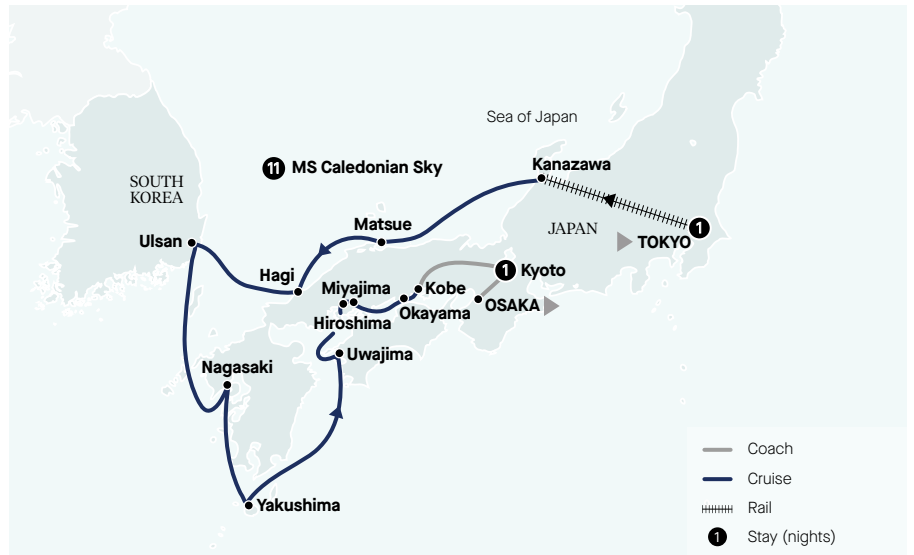 Sea of Japan
Kanazawa
11 MS Caledonian Sky
SOUTH
KOREA
JAPAN
1
TOKYO
Matsue
Ulsan
Hagi
1 Kyoto
Miyajima
Kobe
Okayama
OSAKA
Hiroshima
Uwajima
Nagasaki
Yakushima
Coach
Cruise
Rail
1 Stay (nights)